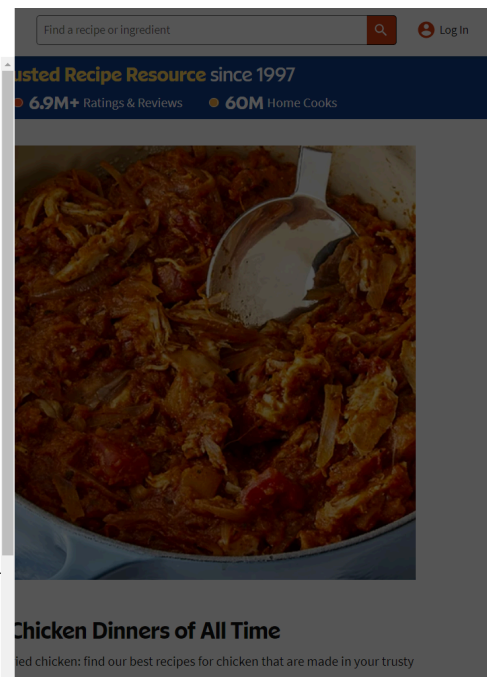 Find a recipe or ingredient
Log In
usted Recipe Resource since 1997
6.9M+ Ratings & Reviews
60M Home Cooks
Chicken Dinners of All Time
ied chicken: find our best recipes for chicken that are made in your trusty